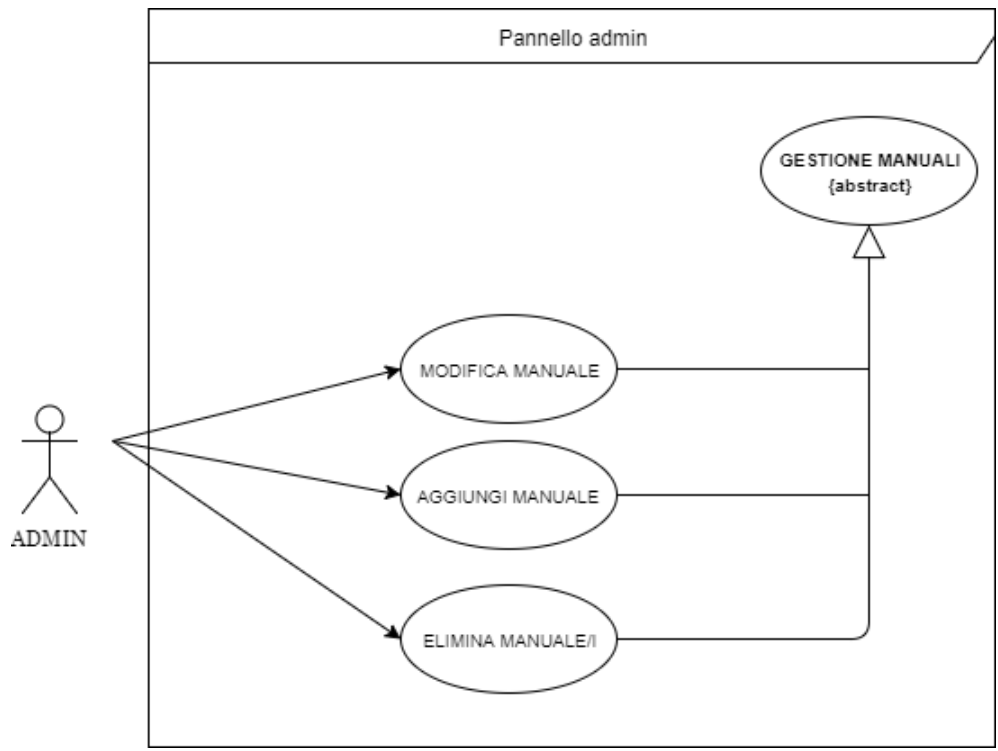 Pannello admin
GESTIONE MANUALI
{abstract}
MODIFICA MANUALE
AGGIUNGI MANUALE
ADMIN
ELIMINA MANUALE/I